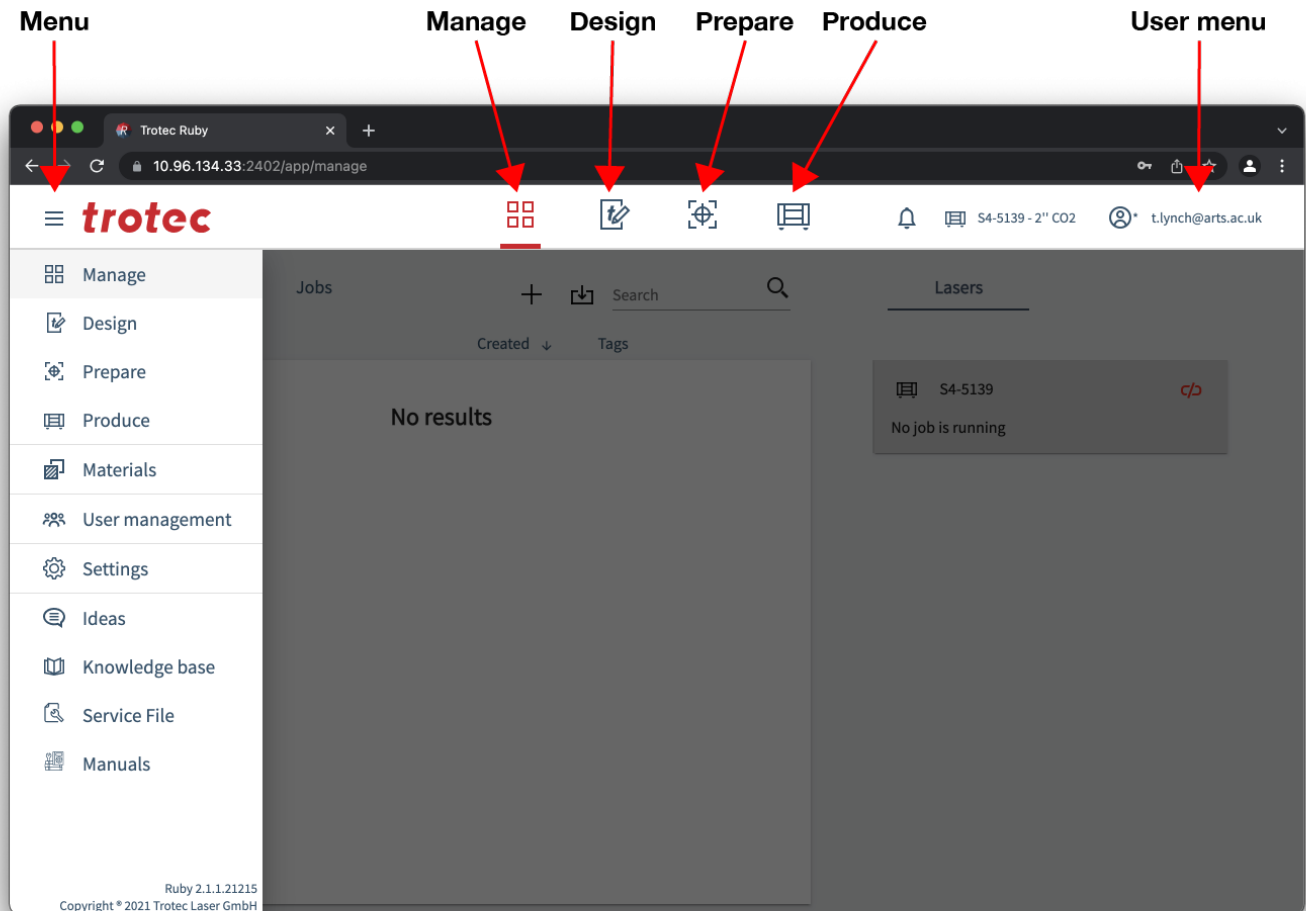 Menu Manage Design Prepare Produce User menu
Trotec Ruby
10.96.134.33:2402/app/manage
trotec S4-5139 - 2'' CO2 t.lynch@arts.ac.uk
Manage
Design
Prepare
Produce
Materials
User management
Settings
Ideas
Knowledge base
Service File
Manuals
Ruby 2.1.1.21215
Copyright ® 2021 Trotec Laser GmbH
Jobs Search
Created Tags
No results
Lasers
S4-5139
No job is running